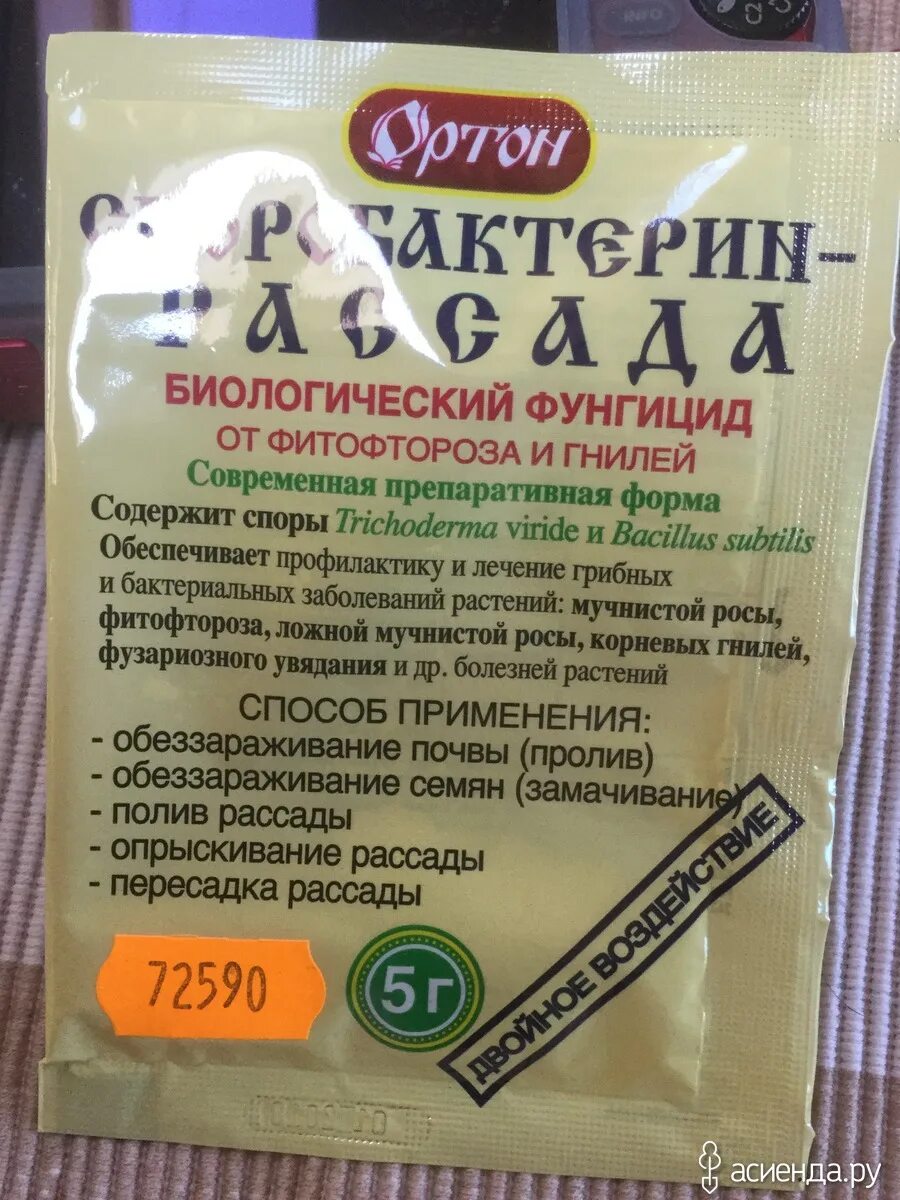 Ортон
РАССАДА
БИОЛОГИЧЕСКИЙ ФУНГИЦИД
ОТ ФИТОФТОРОЗА И ГНИЛЕЙ
Современная препаративная форма
Содержит споры Trichoderma viride и Bacillus subtilis
Обеспечивает профилактику и лечение грибных
и бактериальных заболеваний растений: мучнистой росы,
фитофтороза, ложной мучнистой росы, корневых гнилей,
фузариозного увядания и др. болезней растений
СПОСОБ ПРИМЕНЕНИЯ:
- обеззараживание почвы (пролив)
- обеззараживание семян (замачивание)
- полив рассады
- опрыскивание рассады
- пересадка рассады
ДВОЙНОЕ ВОЗДЕЙСТВИЕ
72590
5 г
асиенда.ру